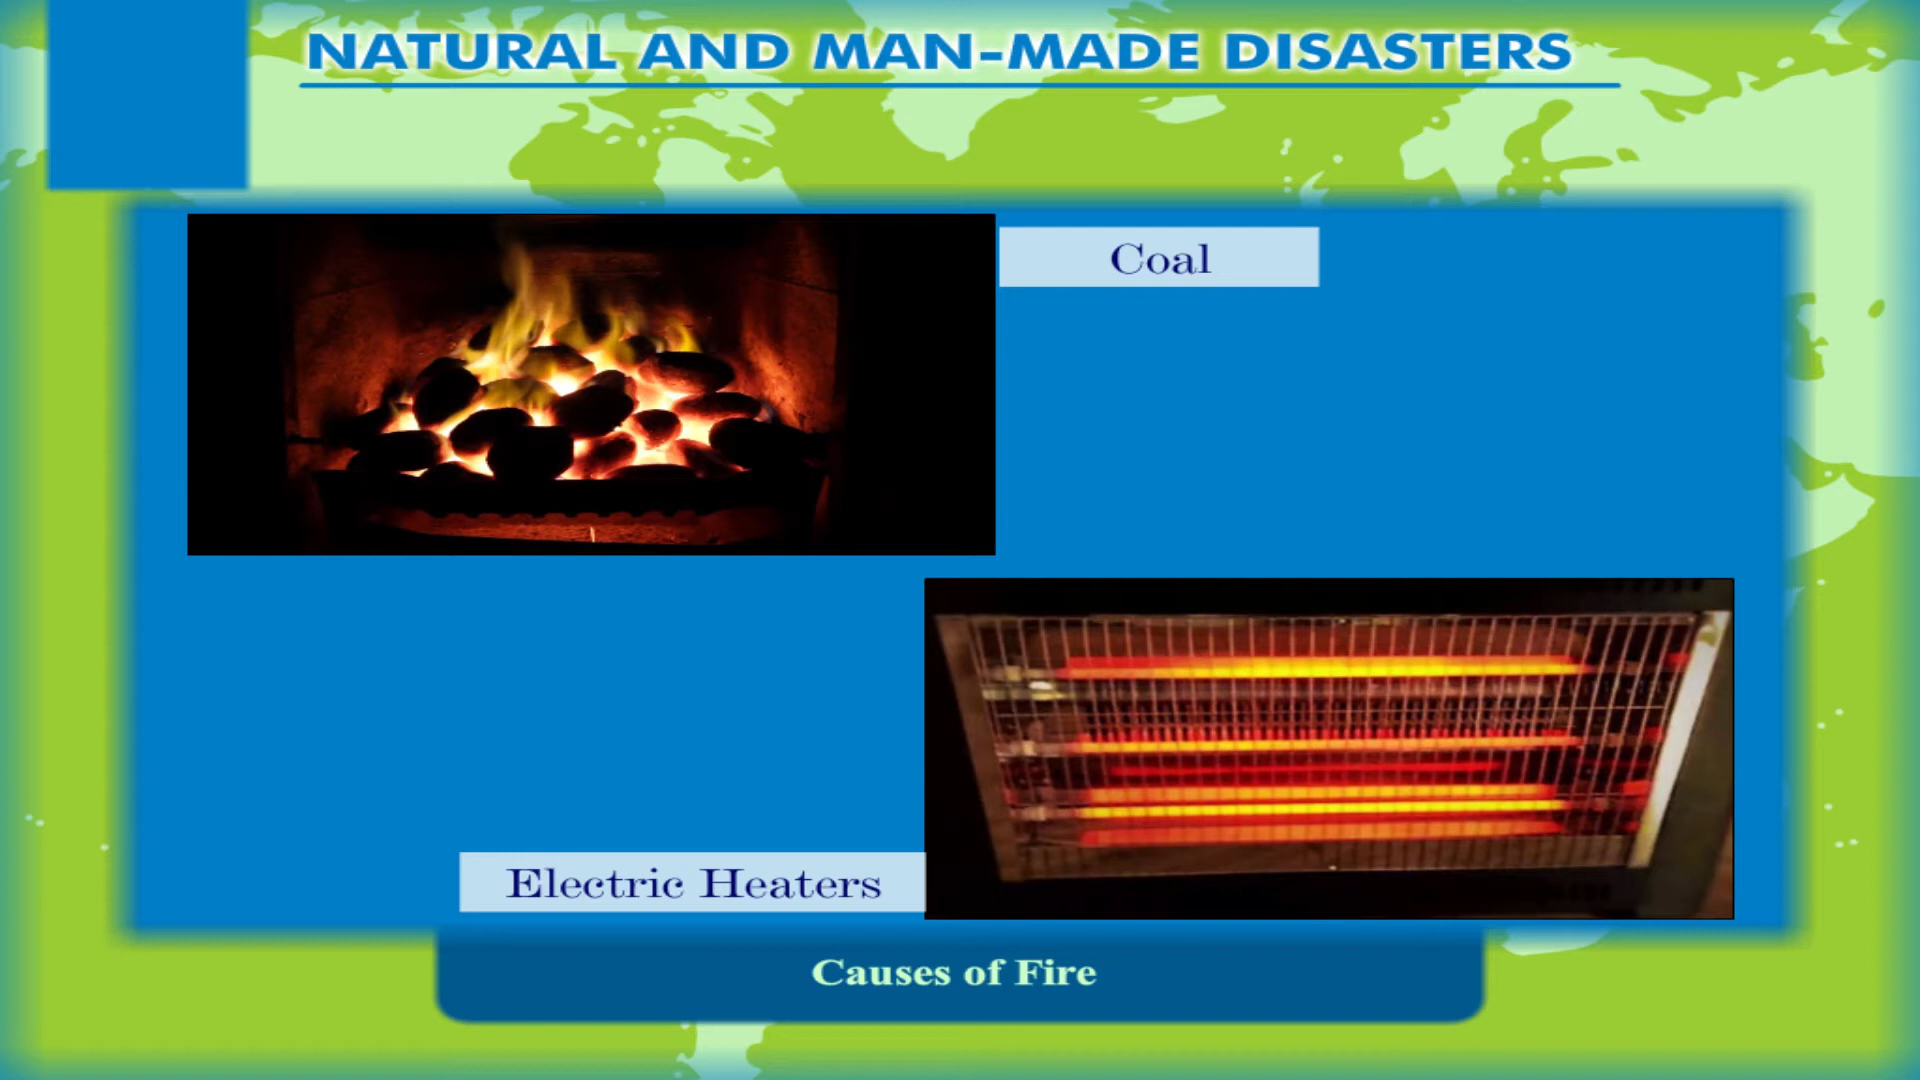 NATURAL AND MAN-MADE DISASTERS
Coal
Electric Heaters
Causes of Fire